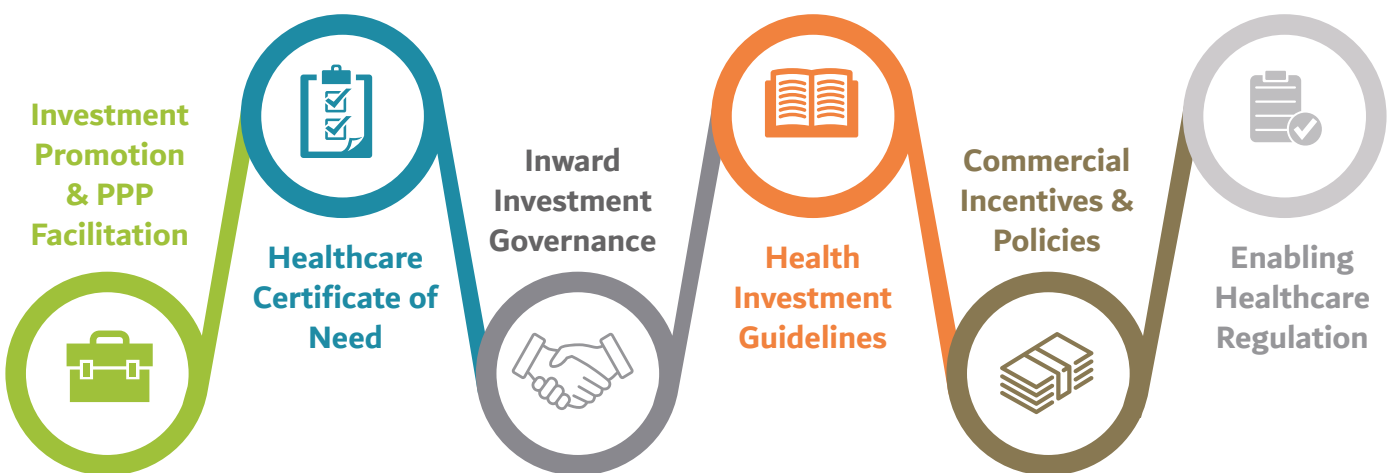 Investment
Promotion
& PPP
Facilitation
Healthcare
Certificate of
Need
Inward
Investment
Governance
Health
Investment
Guidelines
Commercial
Incentives &
Policies
Enabling
Healthcare
Regulation